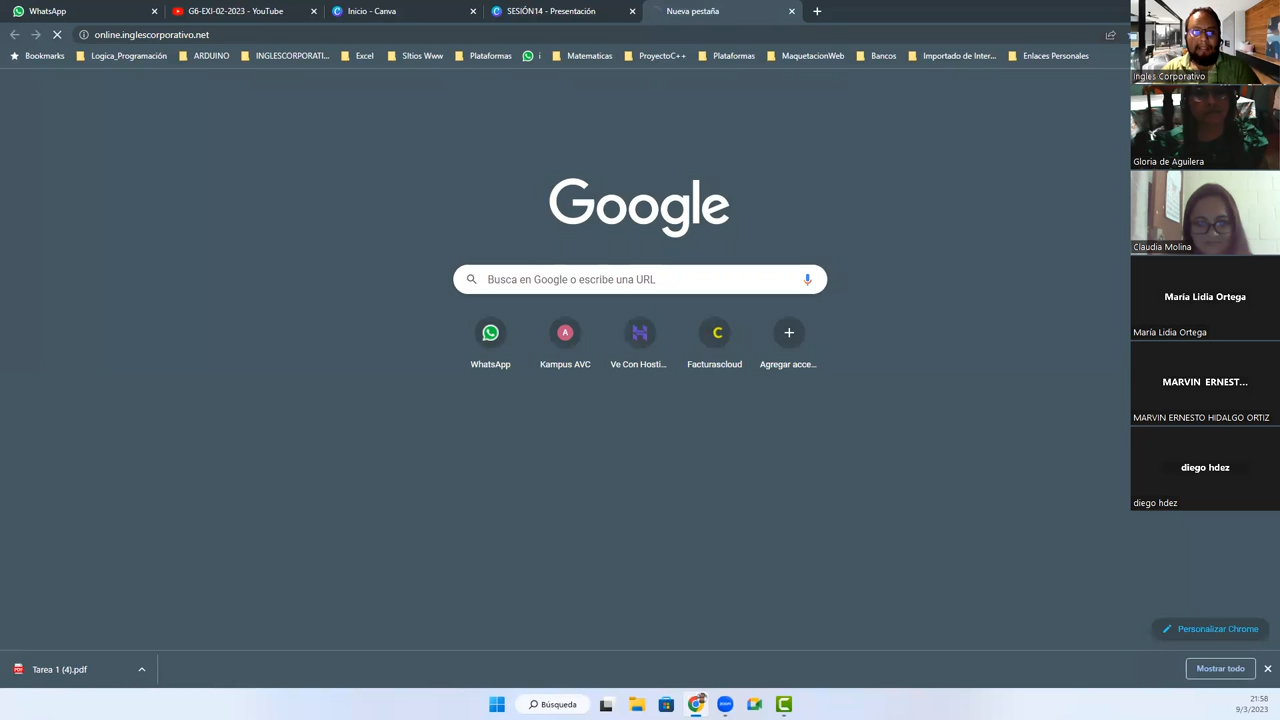 WhatsApp
G6-EXI-02-2023 - YouTube
Inicio - Canva
SESIÓN14 - Presentación
Nueva pestaña
online.inglescorporativo.net
Bookmarks
Logica_Programación
ARDUINO
INGLESCORPORATI...
Excel
Sitios Www
Formularios
i
Matematicas
ProyectoC++
Plataformas
MaquetacionWeb
Bancos
Importado de Inter...
Enlaces Personales
Google
Busca en Google o escribe una URL
WhatsApp
A
Kampus AVC
Ve Con Hosti...
C
Facturascloud
Agregar acce...
Ingles Corporativo
Gloria de Aguilera
Claudia Molina
María Lidia Ortega
María Lidia Ortega
MARVIN ERNEST...
MARVIN ERNESTO HIDALGO ORTIZ
diego hdez
diego hdez
Personalizar Chrome
Tarea 1 (4).pdf
Mostrar todo
Búsqueda
21:58
9/3/2023